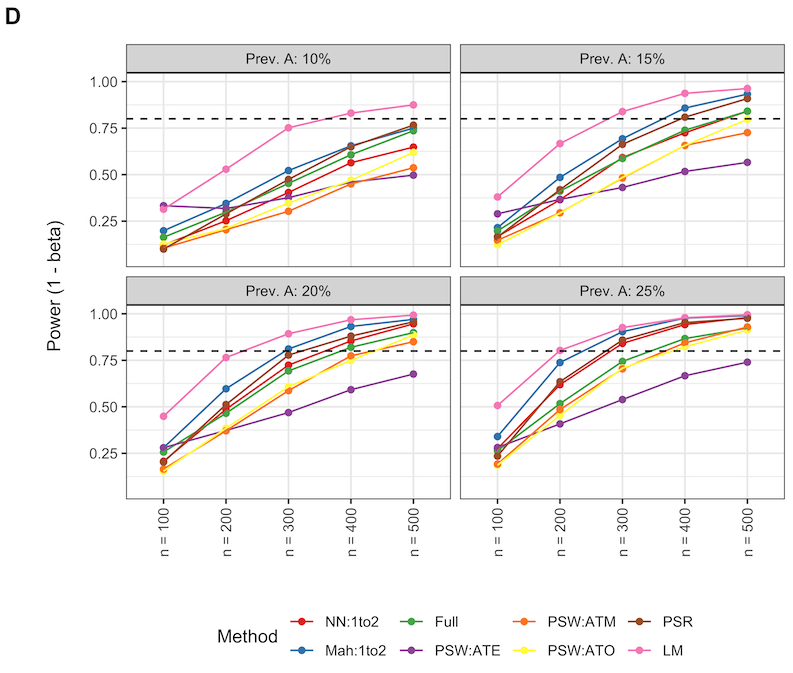 D
Prev. A: 10%
Prev. A: 15%
1.00
0.75
0.50
0.25
Prev. A: 20%
Prev. A: 25%
1.00
0.75
0.50
0.25
Power (1 - beta)
n = 100
n = 200
n = 300
n = 400
n = 500
n = 100
n = 200
n = 300
n = 400
n = 500
Method
NN:1to2
Full
PSW:ATM
PSR
Mah:1to2
PSW:ATE
PSW:ATO
LM